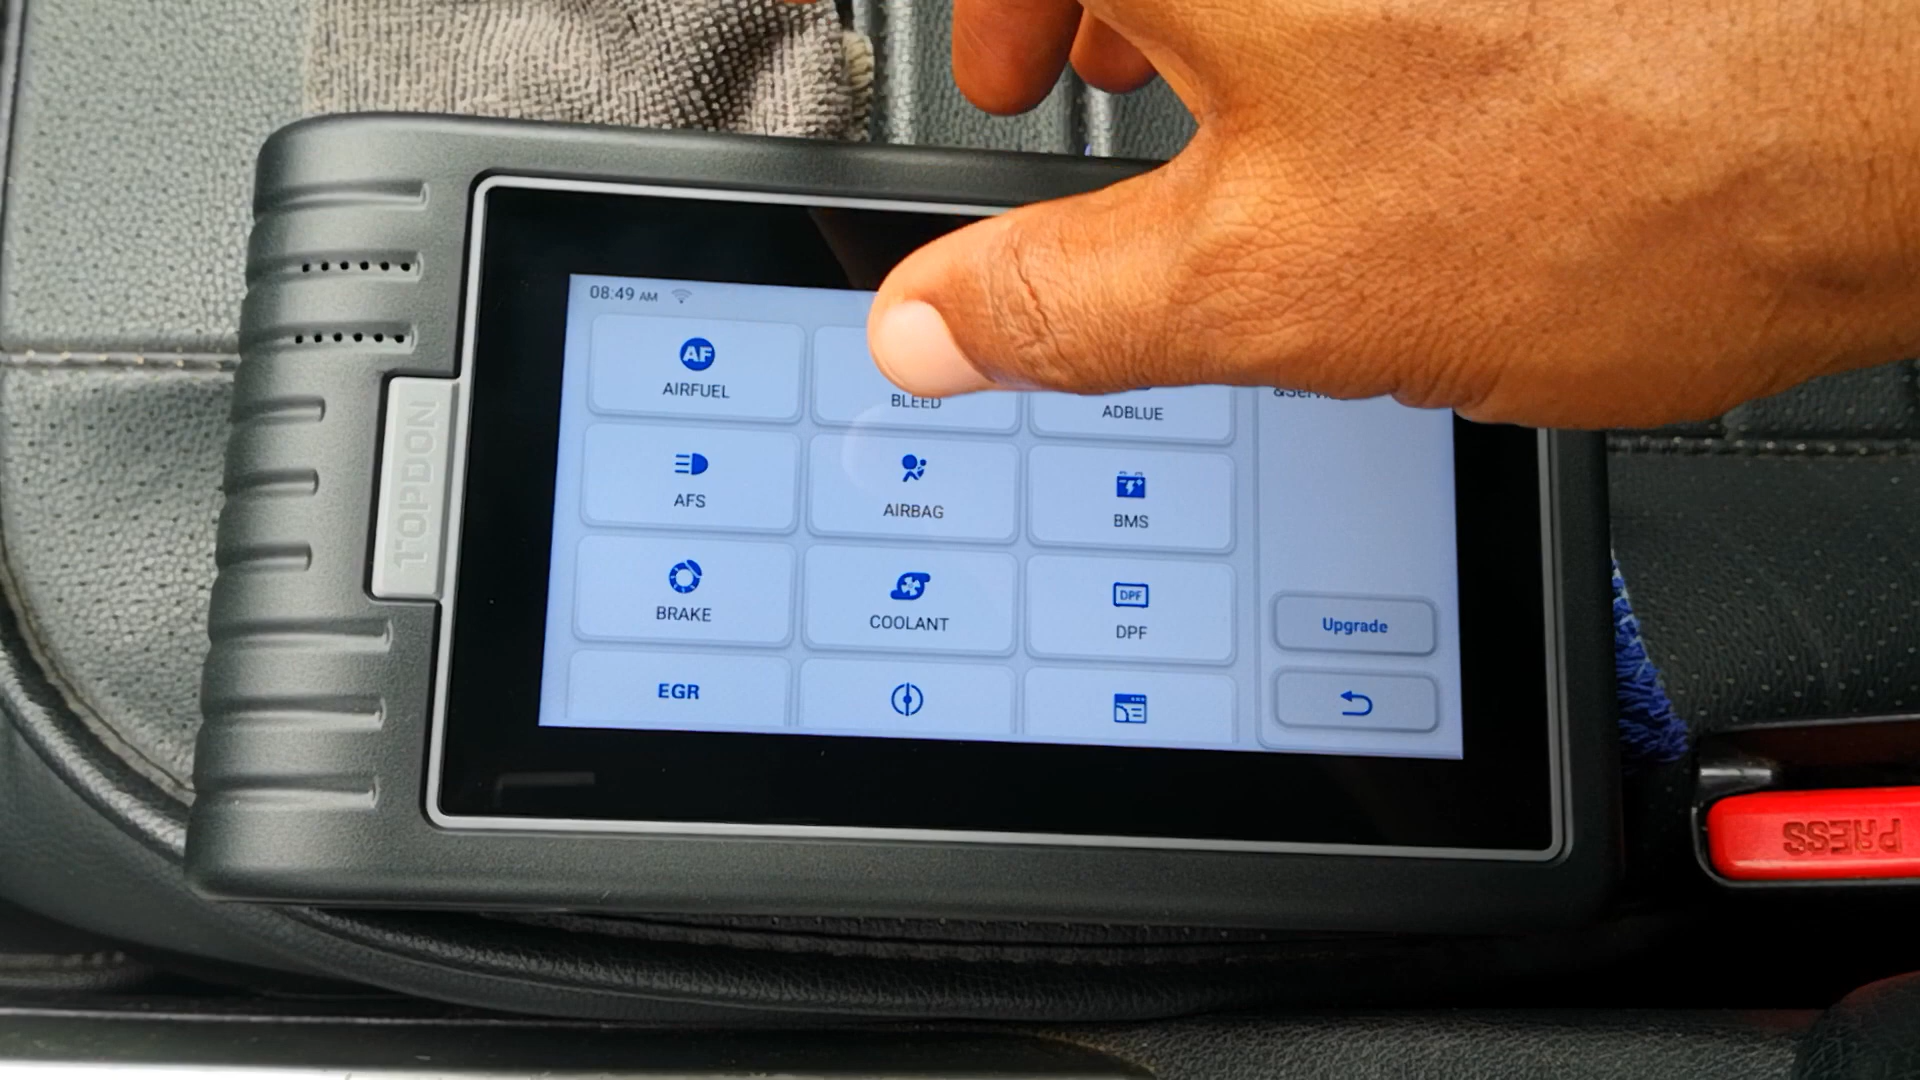 08:49 AM
AF
AIRFUEL
BLEED
ADBLUE
AFS
AIRBAG
BMS
BRAKE
COOLANT
DPF
DPF
EGR
Upgrade
TOPDON
PRESS